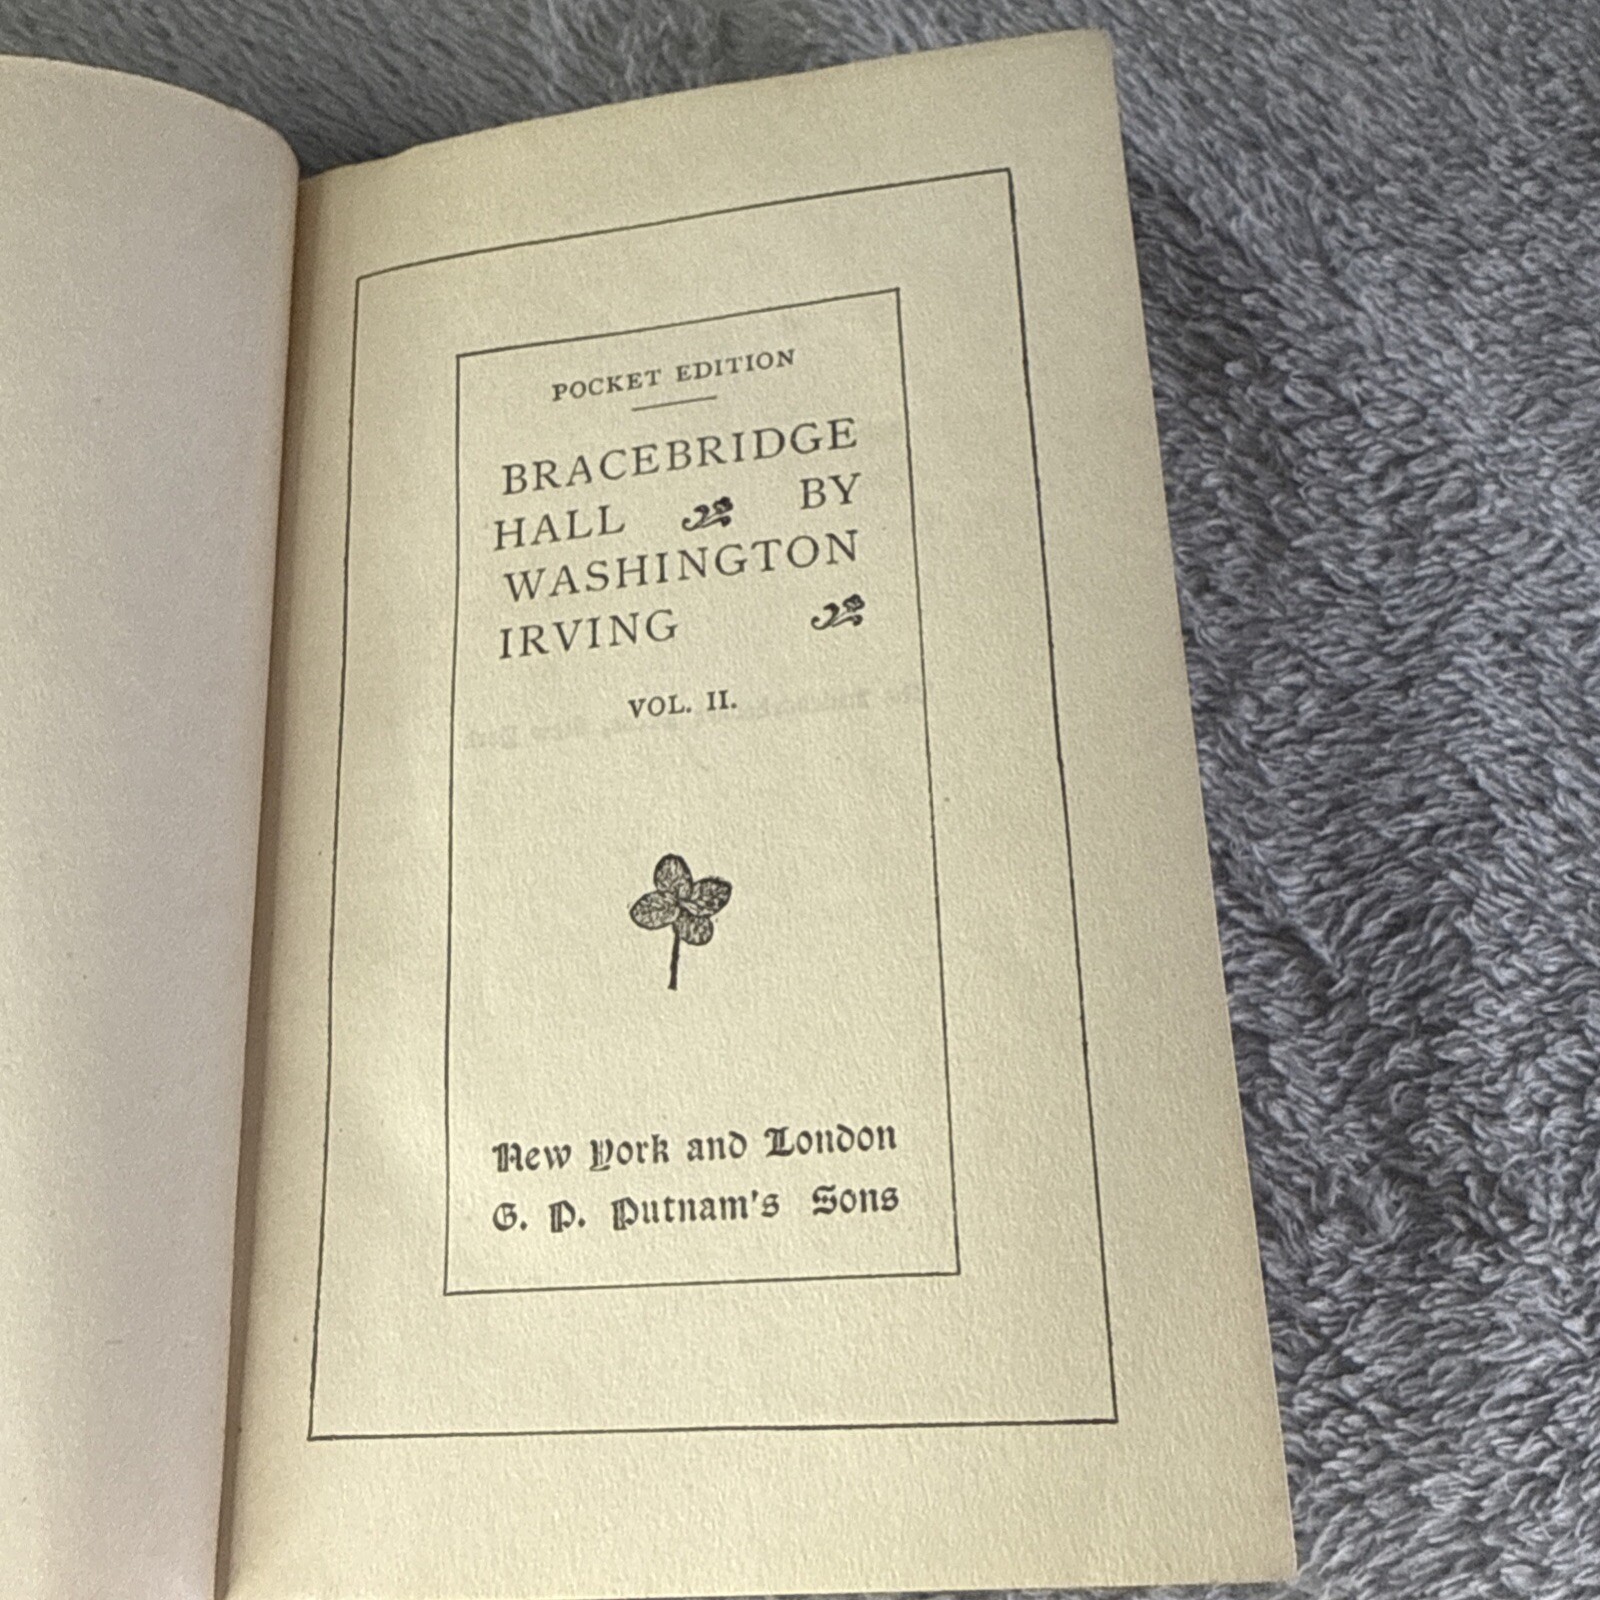 POCKET EDITION
BRACEBRIDGE
HALL BY
WASHINGTON
IRVING
VOL. II.
New York and London
G. P. Putnam's Sons